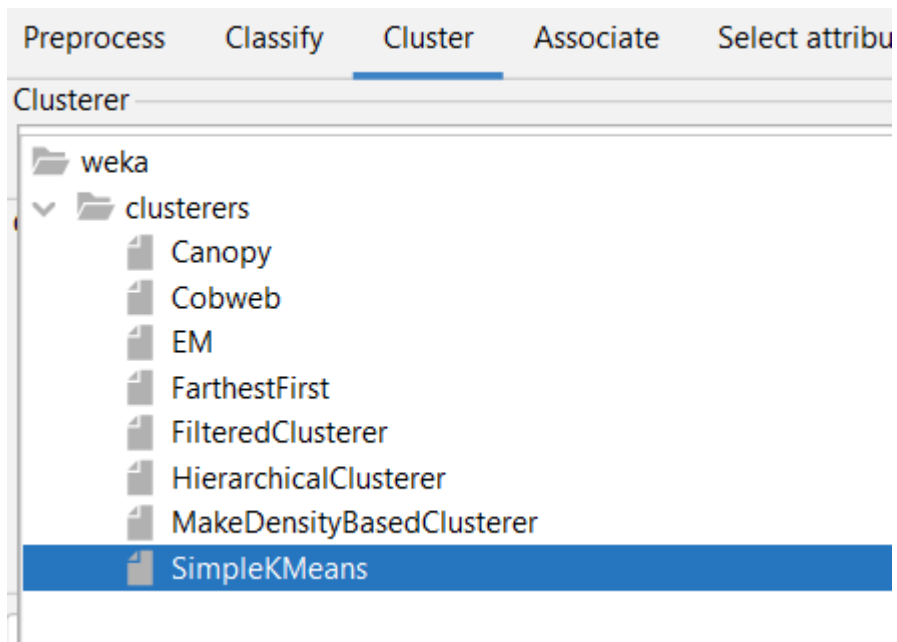 Preprocess Classify Cluster Associate Select attribu
Clusterer
weka
clusterers
Canopy
Cobweb
EM
FarthestFirst
FilteredClusterer
HierarchicalClusterer
MakeDensityBasedClusterer
SimpleKMeans